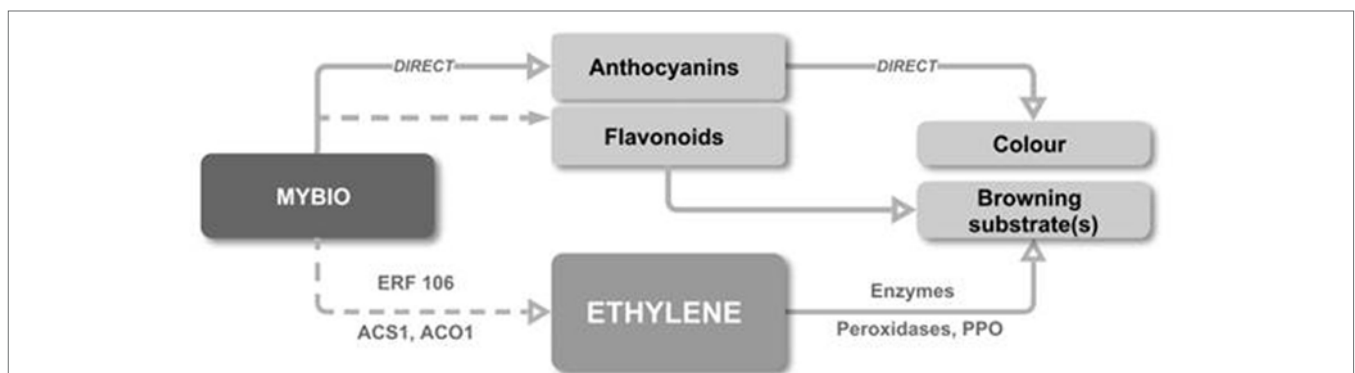 DIRECT
Anthocyanins
DIRECT
Flavonoids
Colour
MYBIO
Browning
substrate(s)
ERF 106
ACS1, ACO1
ETHYLENE
Enzymes
Peroxidases, PPO